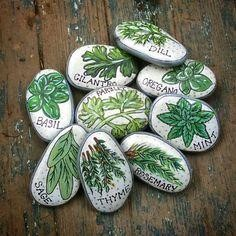 DILL
CILANTRO
OREGANO
PARSLEY
BASIL
MINT
SAGE
THYME
ROSEMARY